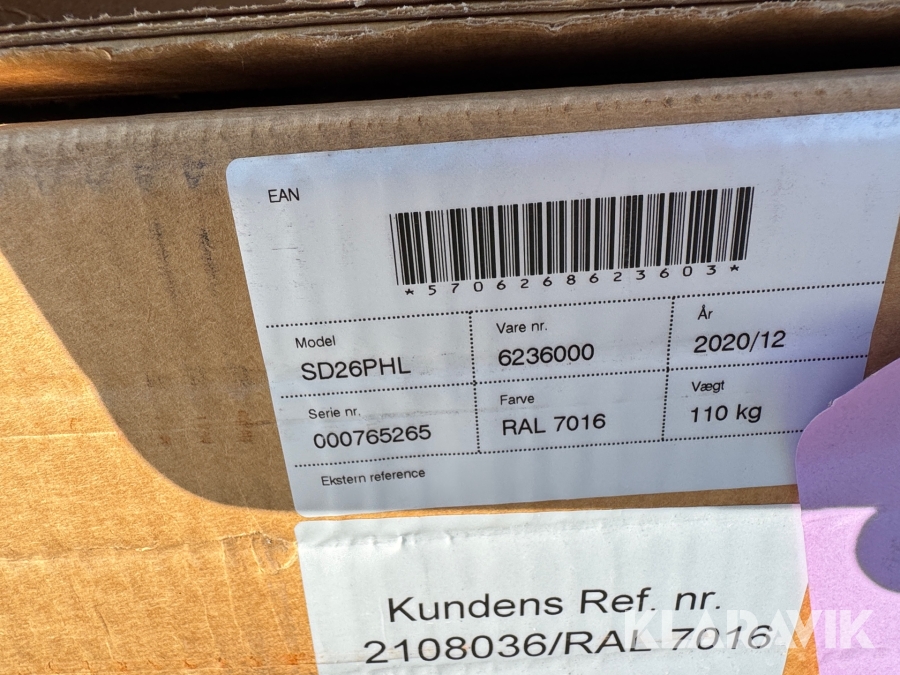 EAN
*5706268623603*
Model
SD26PHL
Vare nr.
6236000
År
2020/12
Serie nr.
000765265
Farve
RAL 7016
Vægt
110 kg
Ekstern reference
Kundens Ref. nr.
2108036/RAL 7016
KLARAVIK